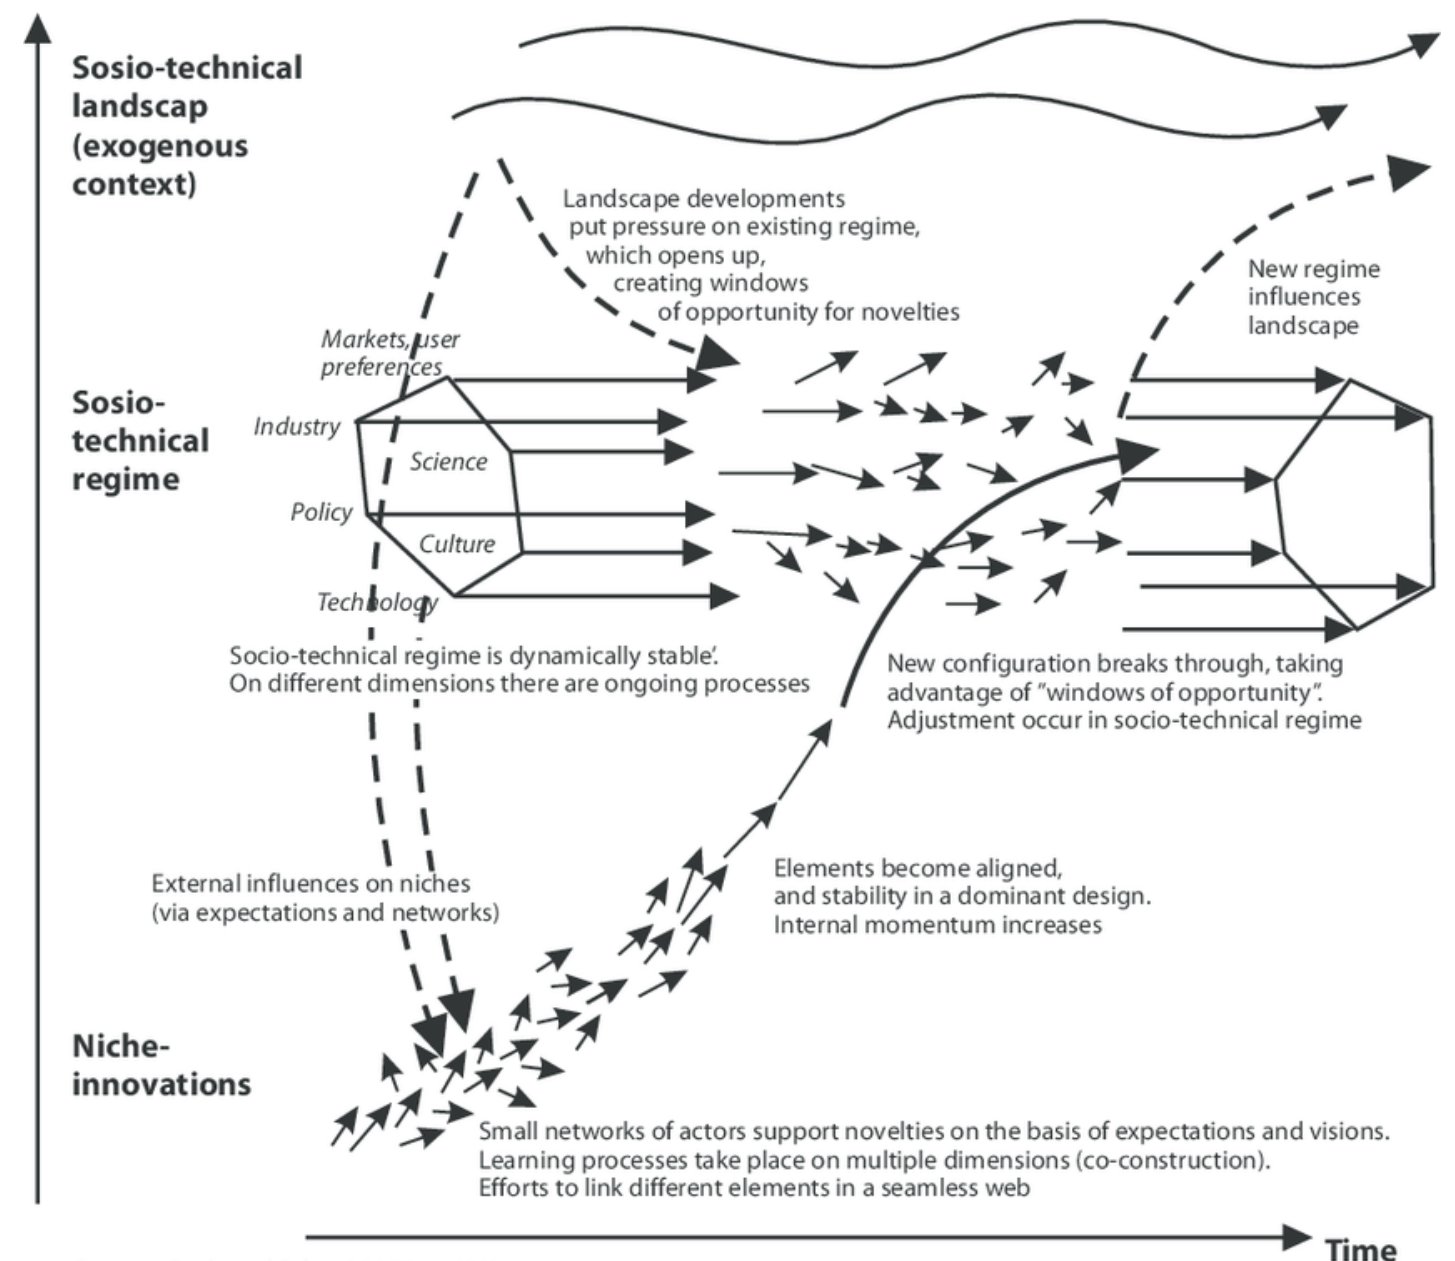 Sosio-technical
landscap
(exogenous
context)
Landscape developments
put pressure on existing regime,
which opens up,
creating windows
of opportunity for novelties
New regime
influences
landscape
Markets, user
preferences
Sosio-
technical
regime
Industry
Science
Policy
Culture
Technology
Socio-technical regime is dynamically stable’.
On different dimensions there are ongoing processes
New configuration breaks through, taking
advantage of “windows of opportunity”.
Adjustment occur in socio-technical regime
External influences on niches
(via expectations and networks)
Elements become aligned,
and stability in a dominant design.
Internal momentum increases
Niche-
innovations
Small networks of actors support novelties on the basis of expectations and visions.
Learning processes take place on multiple dimensions (co-construction).
Efforts to link different elements in a seamless web
Time